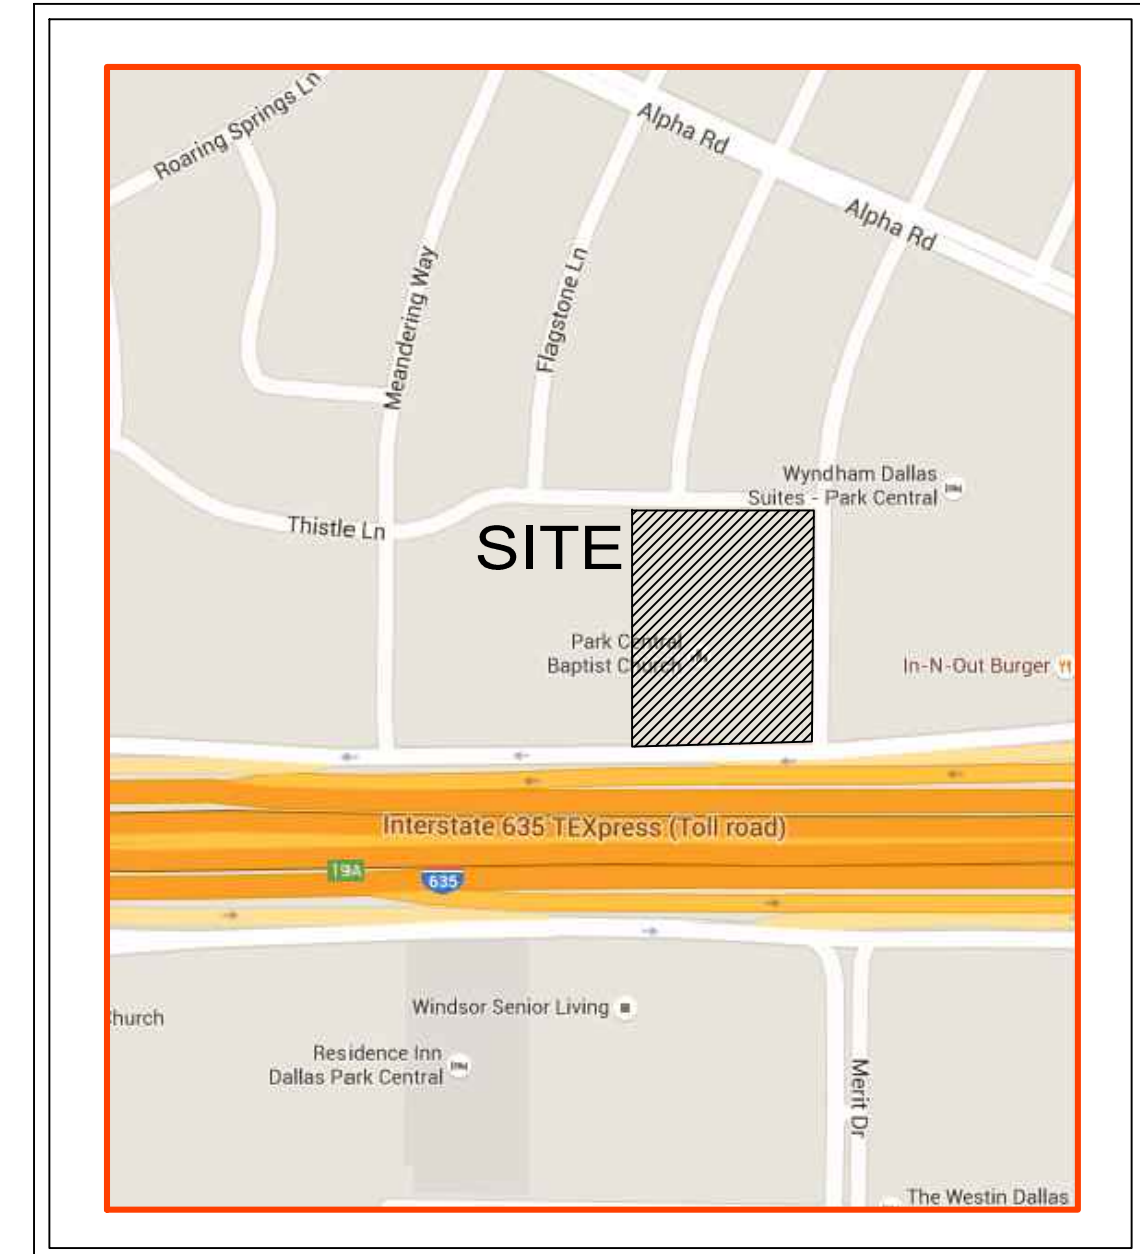 Roaring Springs Ln
Alpha Rd
Alpha Rd
Meandering Way
Flagstone Ln
Wyndham Dallas
Suites - Park Central
Thistle Ln
SITE
Park Central
Baptist Church
In-N-Out Burger
Interstate 635 TEXpress (Toll road)
19A
635
Windsor Senior Living
hurch
Residence Inn
Dallas Park Central
Merit Dr
The Westin Dallas